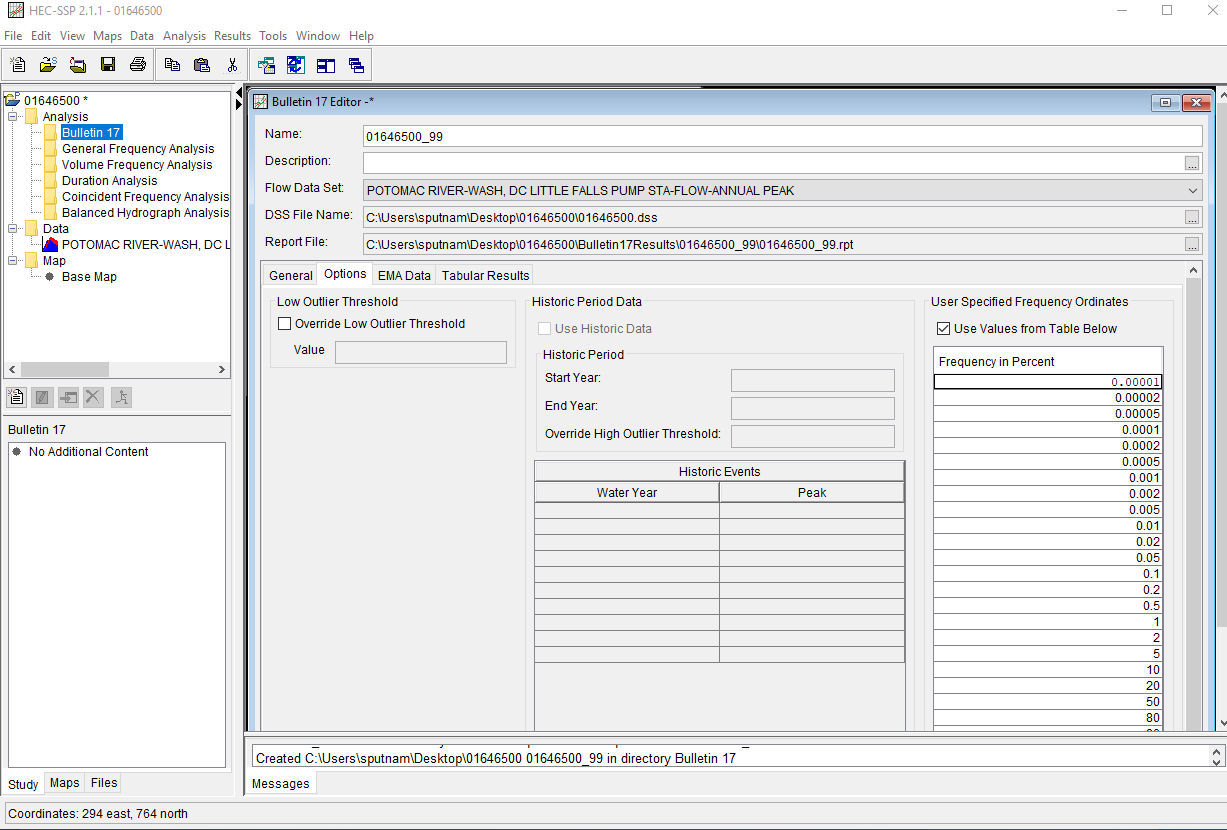 HEC-SSP 2.1.1 - 01646500
File Edit View Maps Data Analysis Results Window Tools Help
01646500 *
Analysis
Bulletin 17
General Frequency Analysis
Volume Frequency Analysis
Duration Analysis
Coincident Frequency Analysis
Balanced Hydrograph Analysis
Data
POTOMAC RIVER-WASH, DC L
Map
Base Map
Bulletin 17
No Additional Content
Study Maps Files
Bulletin 17 Editor -*
Name: 01646500_99
Description:
...
Flow Data Set: POTOMAC RIVER-WASH, DC LITTLE FALLS PUMP STA-FLOW-ANNUAL PEAK
DSS File Name: C:\Users\sputnam\Desktop\01646500\01646500.dss ...
Report File: C:\Users\sputnam\Desktop\01646500\Bulletin17Results\01646500_99\01646500_99.rpt ...
General Options EMA Data Tabular Results
Low Outlier Threshold
Override Low Outlier Threshold
Value
Historic Period Data
Use Historic Data
Historic Period
Start Year:
End Year:
Override High Outlier Threshold:
Historic Events
Water Year Peak
User Specified Frequency Ordinates
Use Values from Table Below
Frequency in Percent
0.00001
0.00002
0.00005
0.0001
0.0002
0.0005
0.001
0.002
0.005
0.01
0.02
0.05
0.1
0.2
0.5
1
2
5
10
20
50
80
Created C:\Users\sputnam\Desktop\01646500 01646500_99 in directory Bulletin 17
Messages
Coordinates: 294 east, 764 north